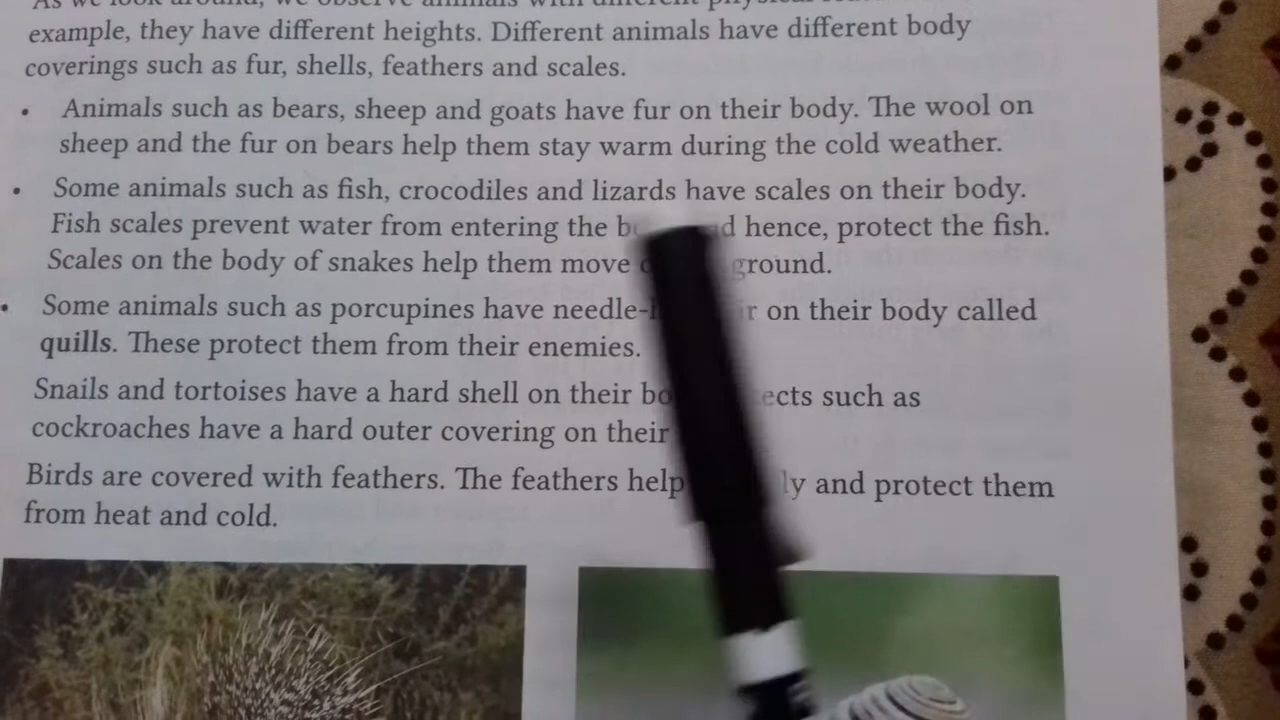 example, they have different heights. Different animals have different body
coverings such as fur, shells, feathers and scales.
• Animals such as bears, sheep and goats have fur on their body. The wool on
sheep and the fur on bears help them stay warm during the cold weather.
• Some animals such as fish, crocodiles and lizards have scales on their body.
Fish scales prevent water from entering the hence, protect the fish.
Scales on the body of snakes help them move ground.
• Some animals such as porcupines have needle- on their body called
quills. These protect them from their enemies.
Snails and tortoises have a hard shell on their such as
cockroaches have a hard outer covering on their
Birds are covered with feathers. The feathers help and protect them
from heat and cold.